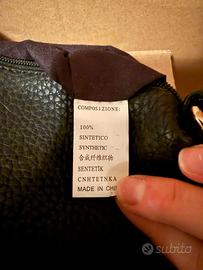 COMPOSIZIONE:
100%
SINTETICO
SYNTHETIC
合成纤维织物
SENTETİK
CNHTETNKA
MADE IN CHI
subito